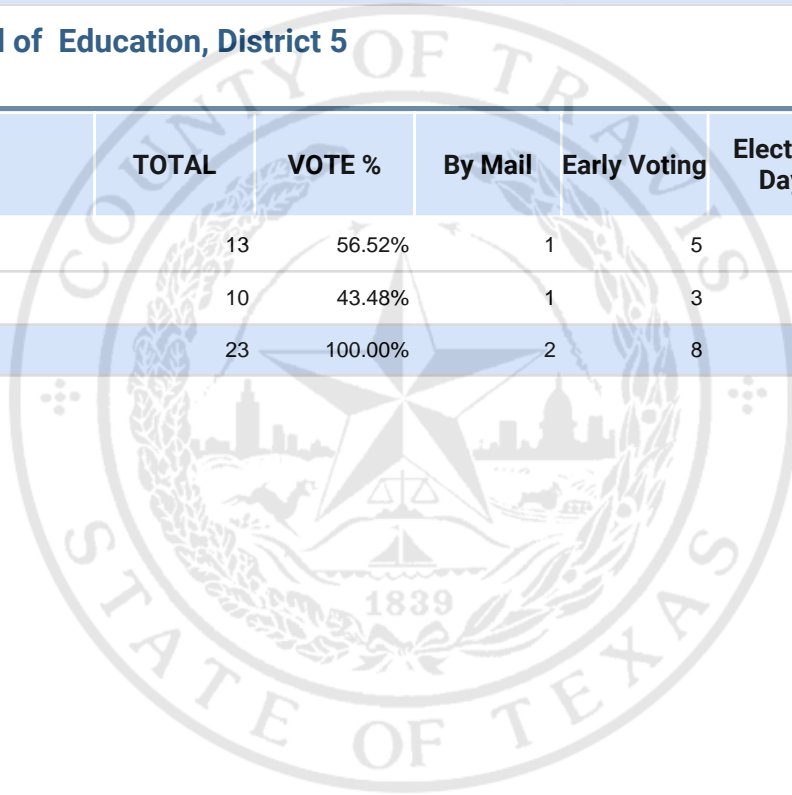 of Education, District 5
TOTAL VOTE % By Mail Early Voting
13 56.52% 1 5
10 43.48% 1 3
23 100.00% 2 8
COUNTY OF TRAVIS
1839
STATE OF TEXAS